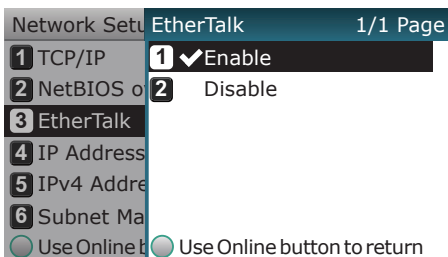 Network Setu
1 TCP/IP
2 NetBIOS o
3 EtherTalk
4 IP Address
5 IPv4 Addre
6 Subnet Ma
Use Online b
EtherTalk 1/1 Page
1 Enable
2 Disable
Use Online button to return